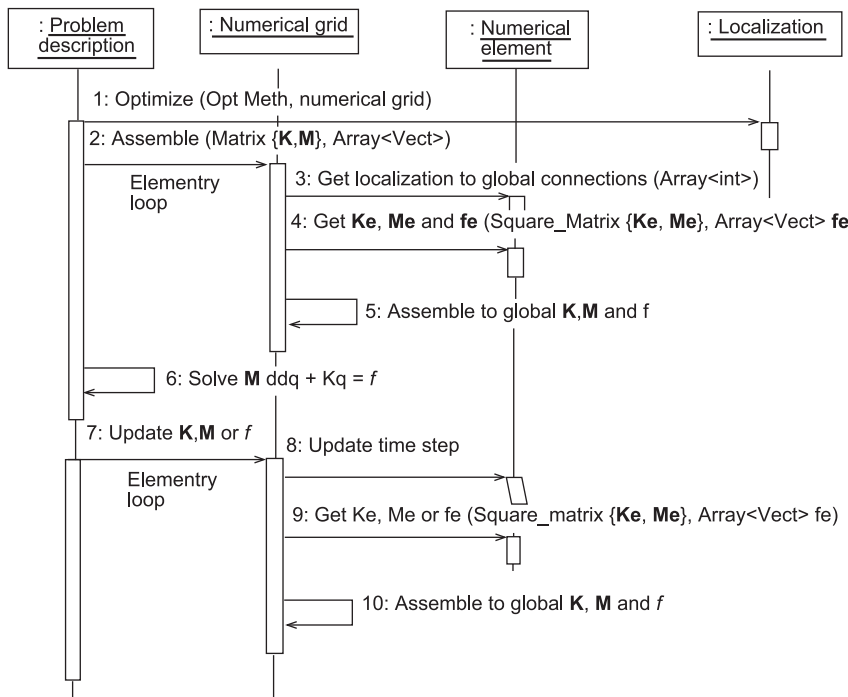 : Problem
description
: Numerical grid
: Numerical
element
: Localization
1: Optimize (Opt Meth, numerical grid)
2: Assemble (Matrix {K,M}, Array<Vect>)
Elementry
loop
3: Get localization to global connections (Array<int>)
4: Get Ke, Me and fe (Square_Matrix {Ke, Me}, Array<Vect> fe
5: Assemble to global K,M and f
6: Solve M ddq + Kq = f
7: Update K,M or f
8: Update time step
Elementry
loop
9: Get Ke, Me or fe (Square_matrix {Ke, Me}, Array<Vect> fe)
10: Assemble to global K, M and f